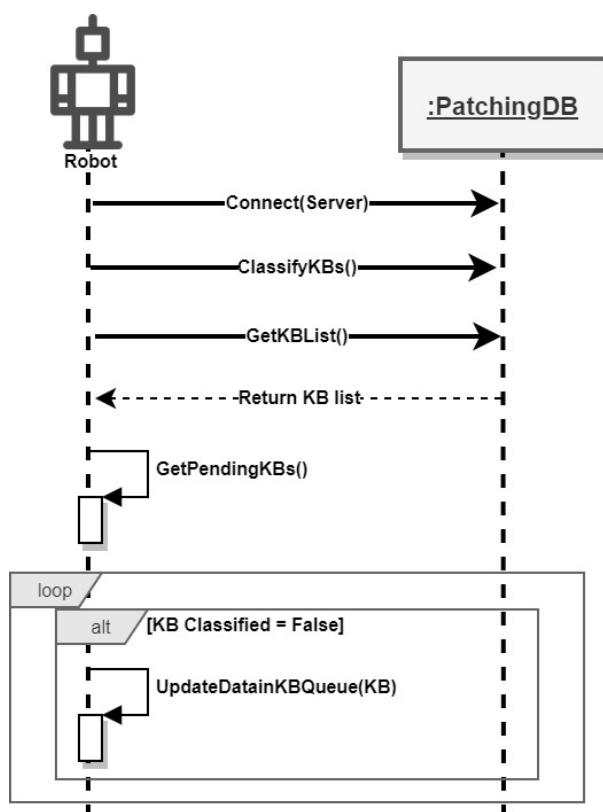 Robot
:PatchingDB
Connect(Server)
ClassifyKBs()
GetKBList()
Return KB list
GetPendingKBs()
loop
alt
[KB Classified = False]
UpdateDatainKBQueue(KB)